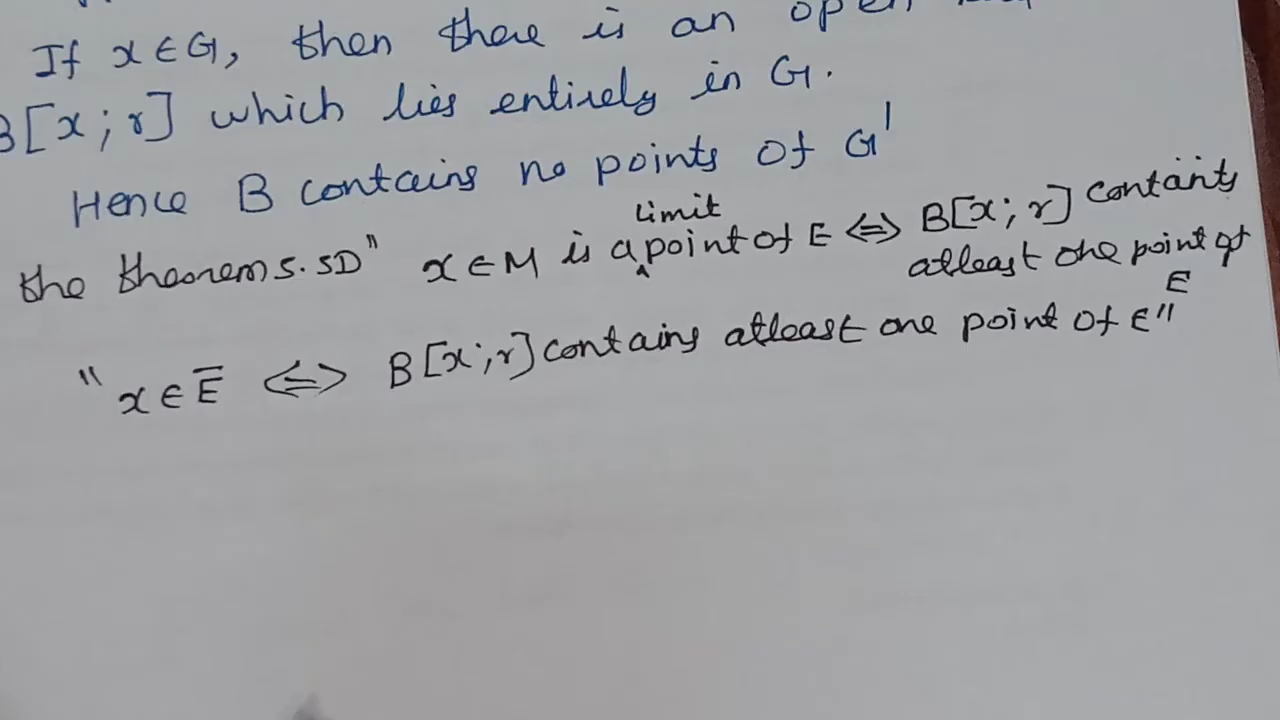 If x ∈ G, then there is an open
B[x; r] which lies entirely in G.
Hence B contains no points of G'
the theorem 5.5D " x ∈ M is a limit point of E ⇔ B[x; r] contains
atleast one point of
E
" x ∈ E̅ ⇔ B[x; r] contains atleast one point of E"